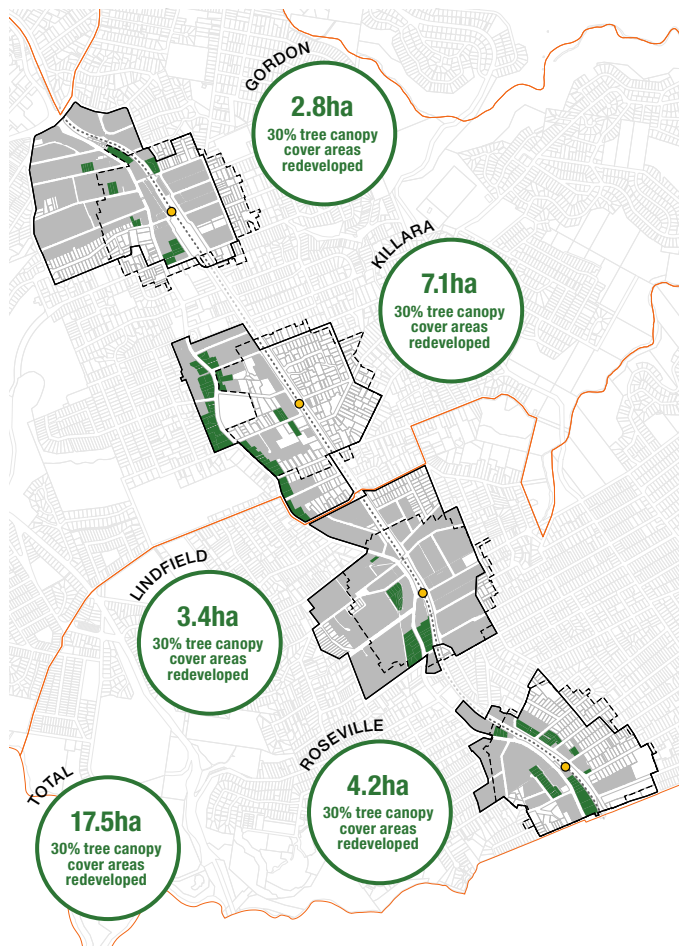 GORDON
2.8ha
30% tree canopy
cover areas
redeveloped
KILLARA
7.1ha
30% tree canopy
cover areas
redeveloped
LINDFIELD
3.4ha
30% tree canopy
cover areas
redeveloped
ROSEVILLE
4.2ha
30% tree canopy
cover areas
redeveloped
TOTAL
17.5ha
30% tree canopy
cover areas
redeveloped